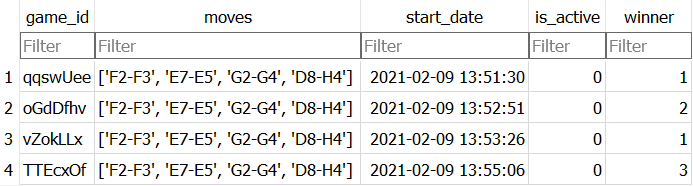 game_id moves start_date is_active winner
Filter Filter Filter Filter Filter
1 qqswUee ['F2-F3', 'E7-E5', 'G2-G4', 'D8-H4'] 2021-02-09 13:51:30 0 1
2 oGdDfhv ['F2-F3', 'E7-E5', 'G2-G4', 'D8-H4'] 2021-02-09 13:52:51 0 2
3 vZokLLx ['F2-F3', 'E7-E5', 'G2-G4', 'D8-H4'] 2021-02-09 13:53:26 0 1
4 TTEcxOf ['F2-F3', 'E7-E5', 'G2-G4', 'D8-H4'] 2021-02-09 13:55:06 0 3